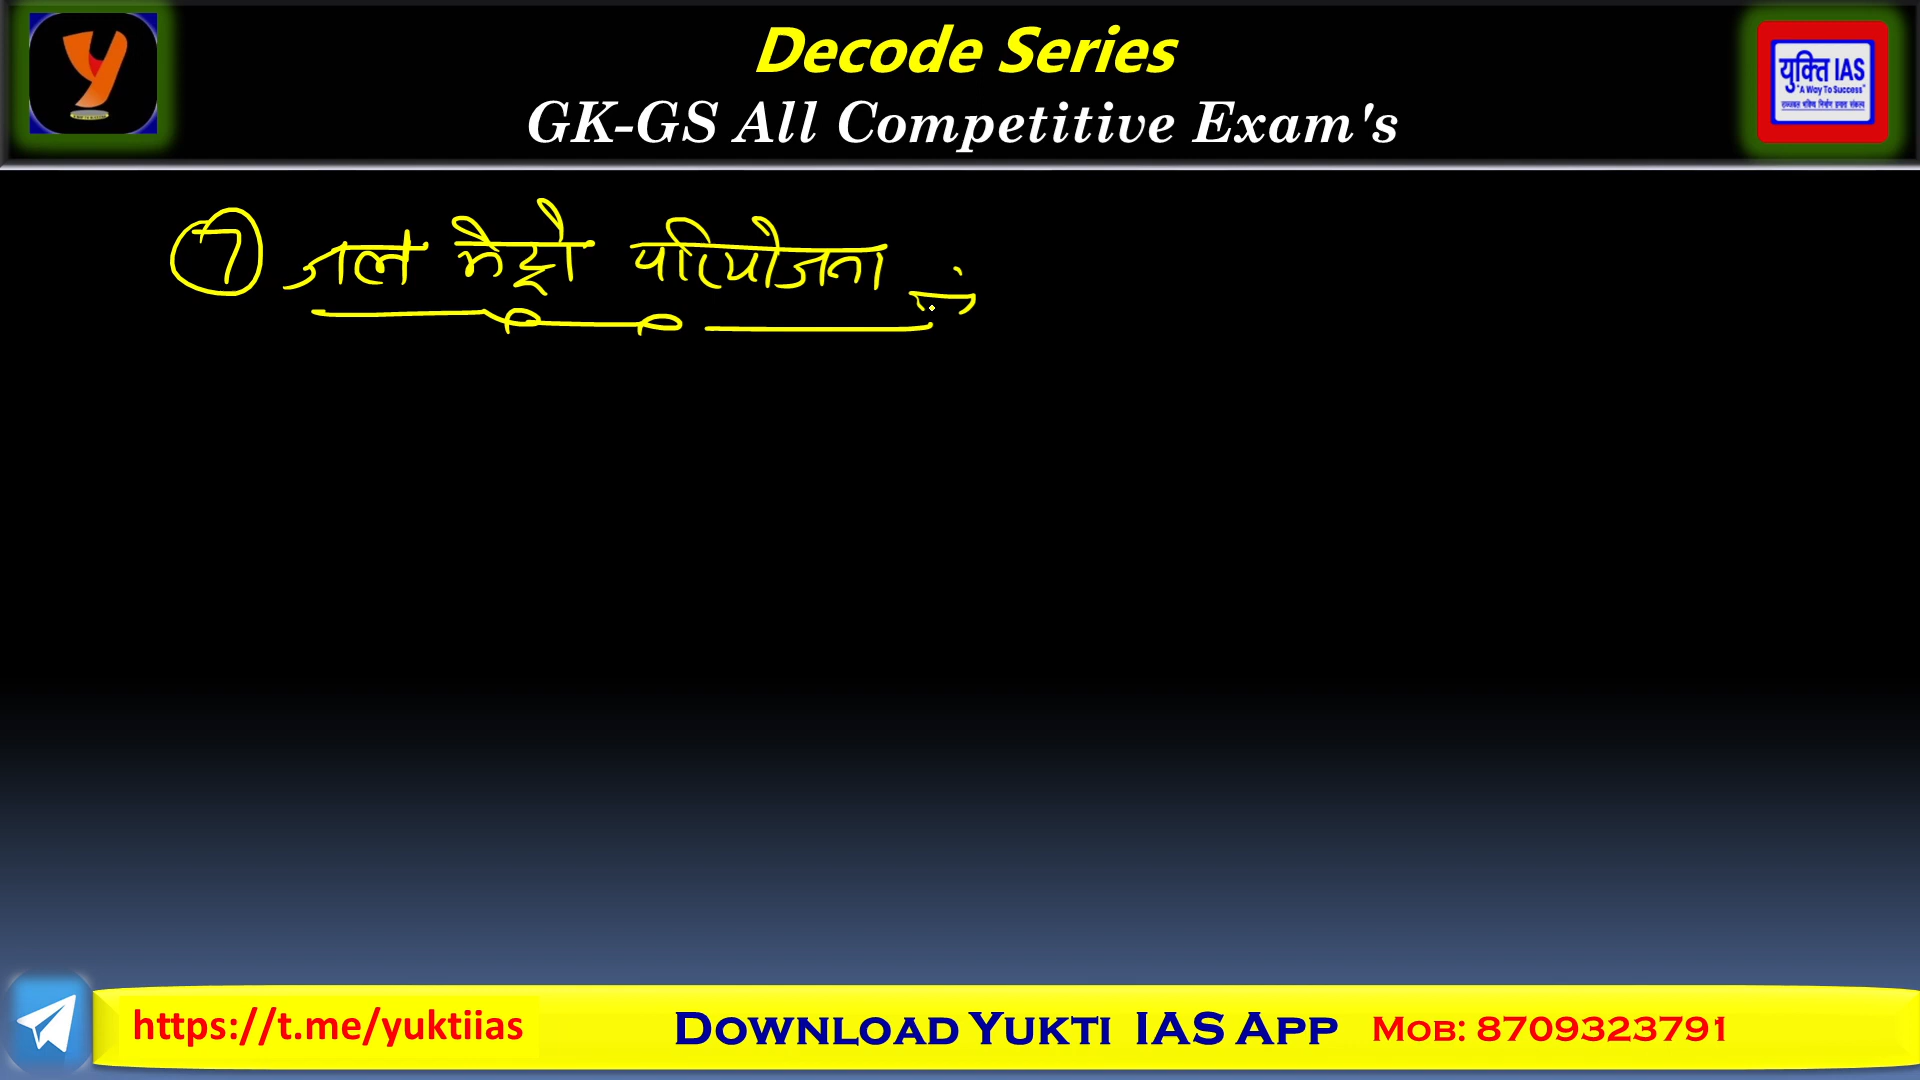 Decode Series
GK-GS All Competitive Exam's
युक्ति IAS
"A Way To Success"
7 जल मेट्रो परियोजना :-
https://t.me/yuktiias
Download Yukti IAS App
Mob: 8709323791